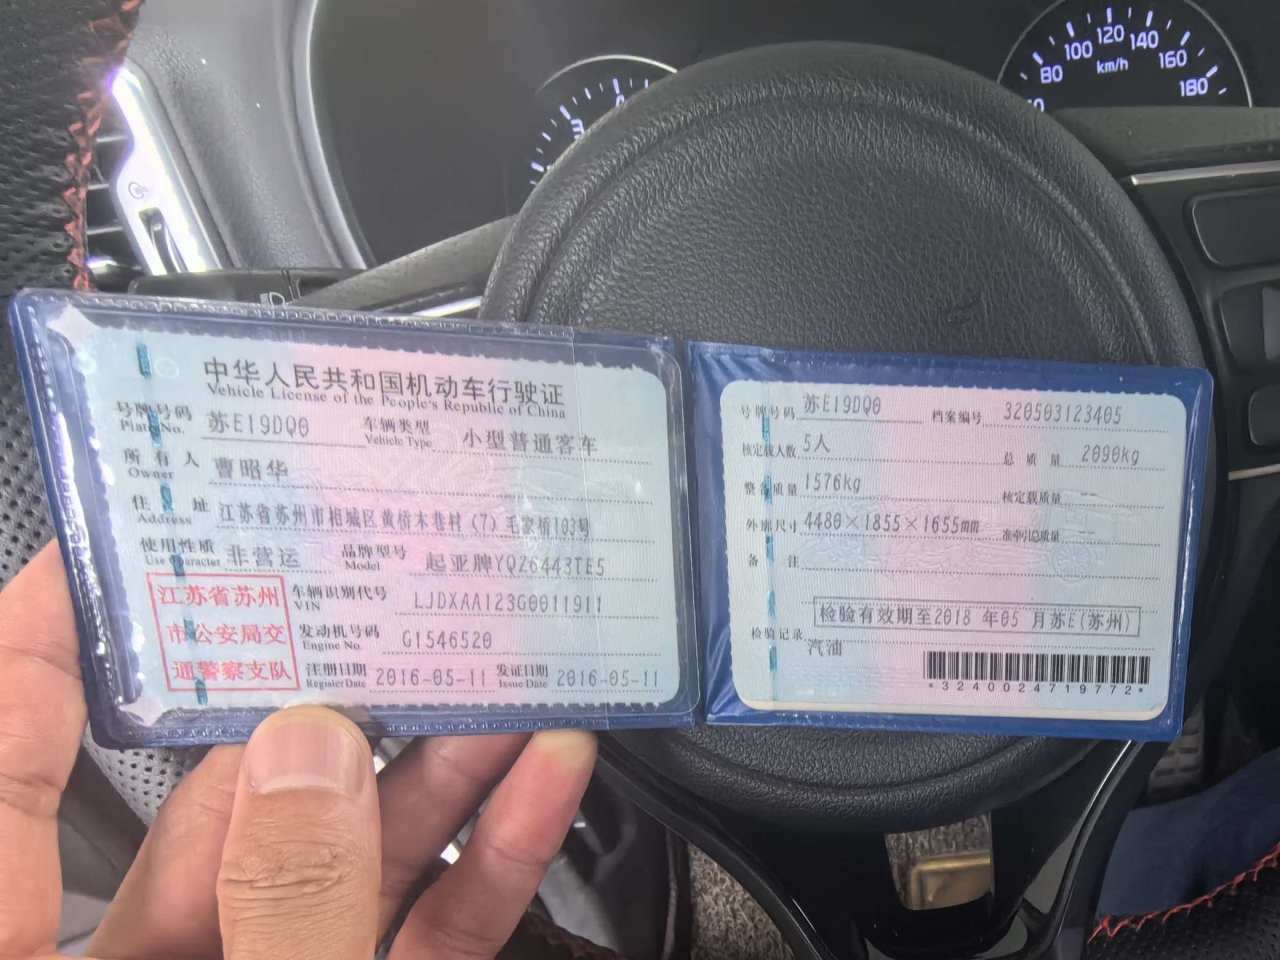 80 100 120 140 160 180
km/h
3
中华人民共和国机动车行驶证
Vehicle License of the People's Republic of China
号牌号码 苏E19DQ0 车辆类型 小型普通客车
Plate No. Vehicle Type
所有人 曹昭华
Owner
住址 江苏省苏州市相城区黄桥木巷村（7）毛家桥103号
Address
使用性质 非营运 品牌型号 起亚牌YQZ6443TE5
Use Character Model
江苏省苏州
市公安局交
通警察支队
车辆识别代号 LJDXAA123G0011911
VIN
发动机号码 G1546520
Engine No.
注册日期 2016-05-11 发证日期 2016-05-11
Register Date Issue Date
号牌号码 苏E19DQ0 档案编号 320503123405
核定载人数 5人 总质量 2090kg
整备质量 1576kg 核定载质量 --
外廓尺寸 4480×1855×1655mm 准牵引总质量 --
备注
检验有效期至2018 年05 月苏E(苏州)
检验记录
汽油
*3240024719772*